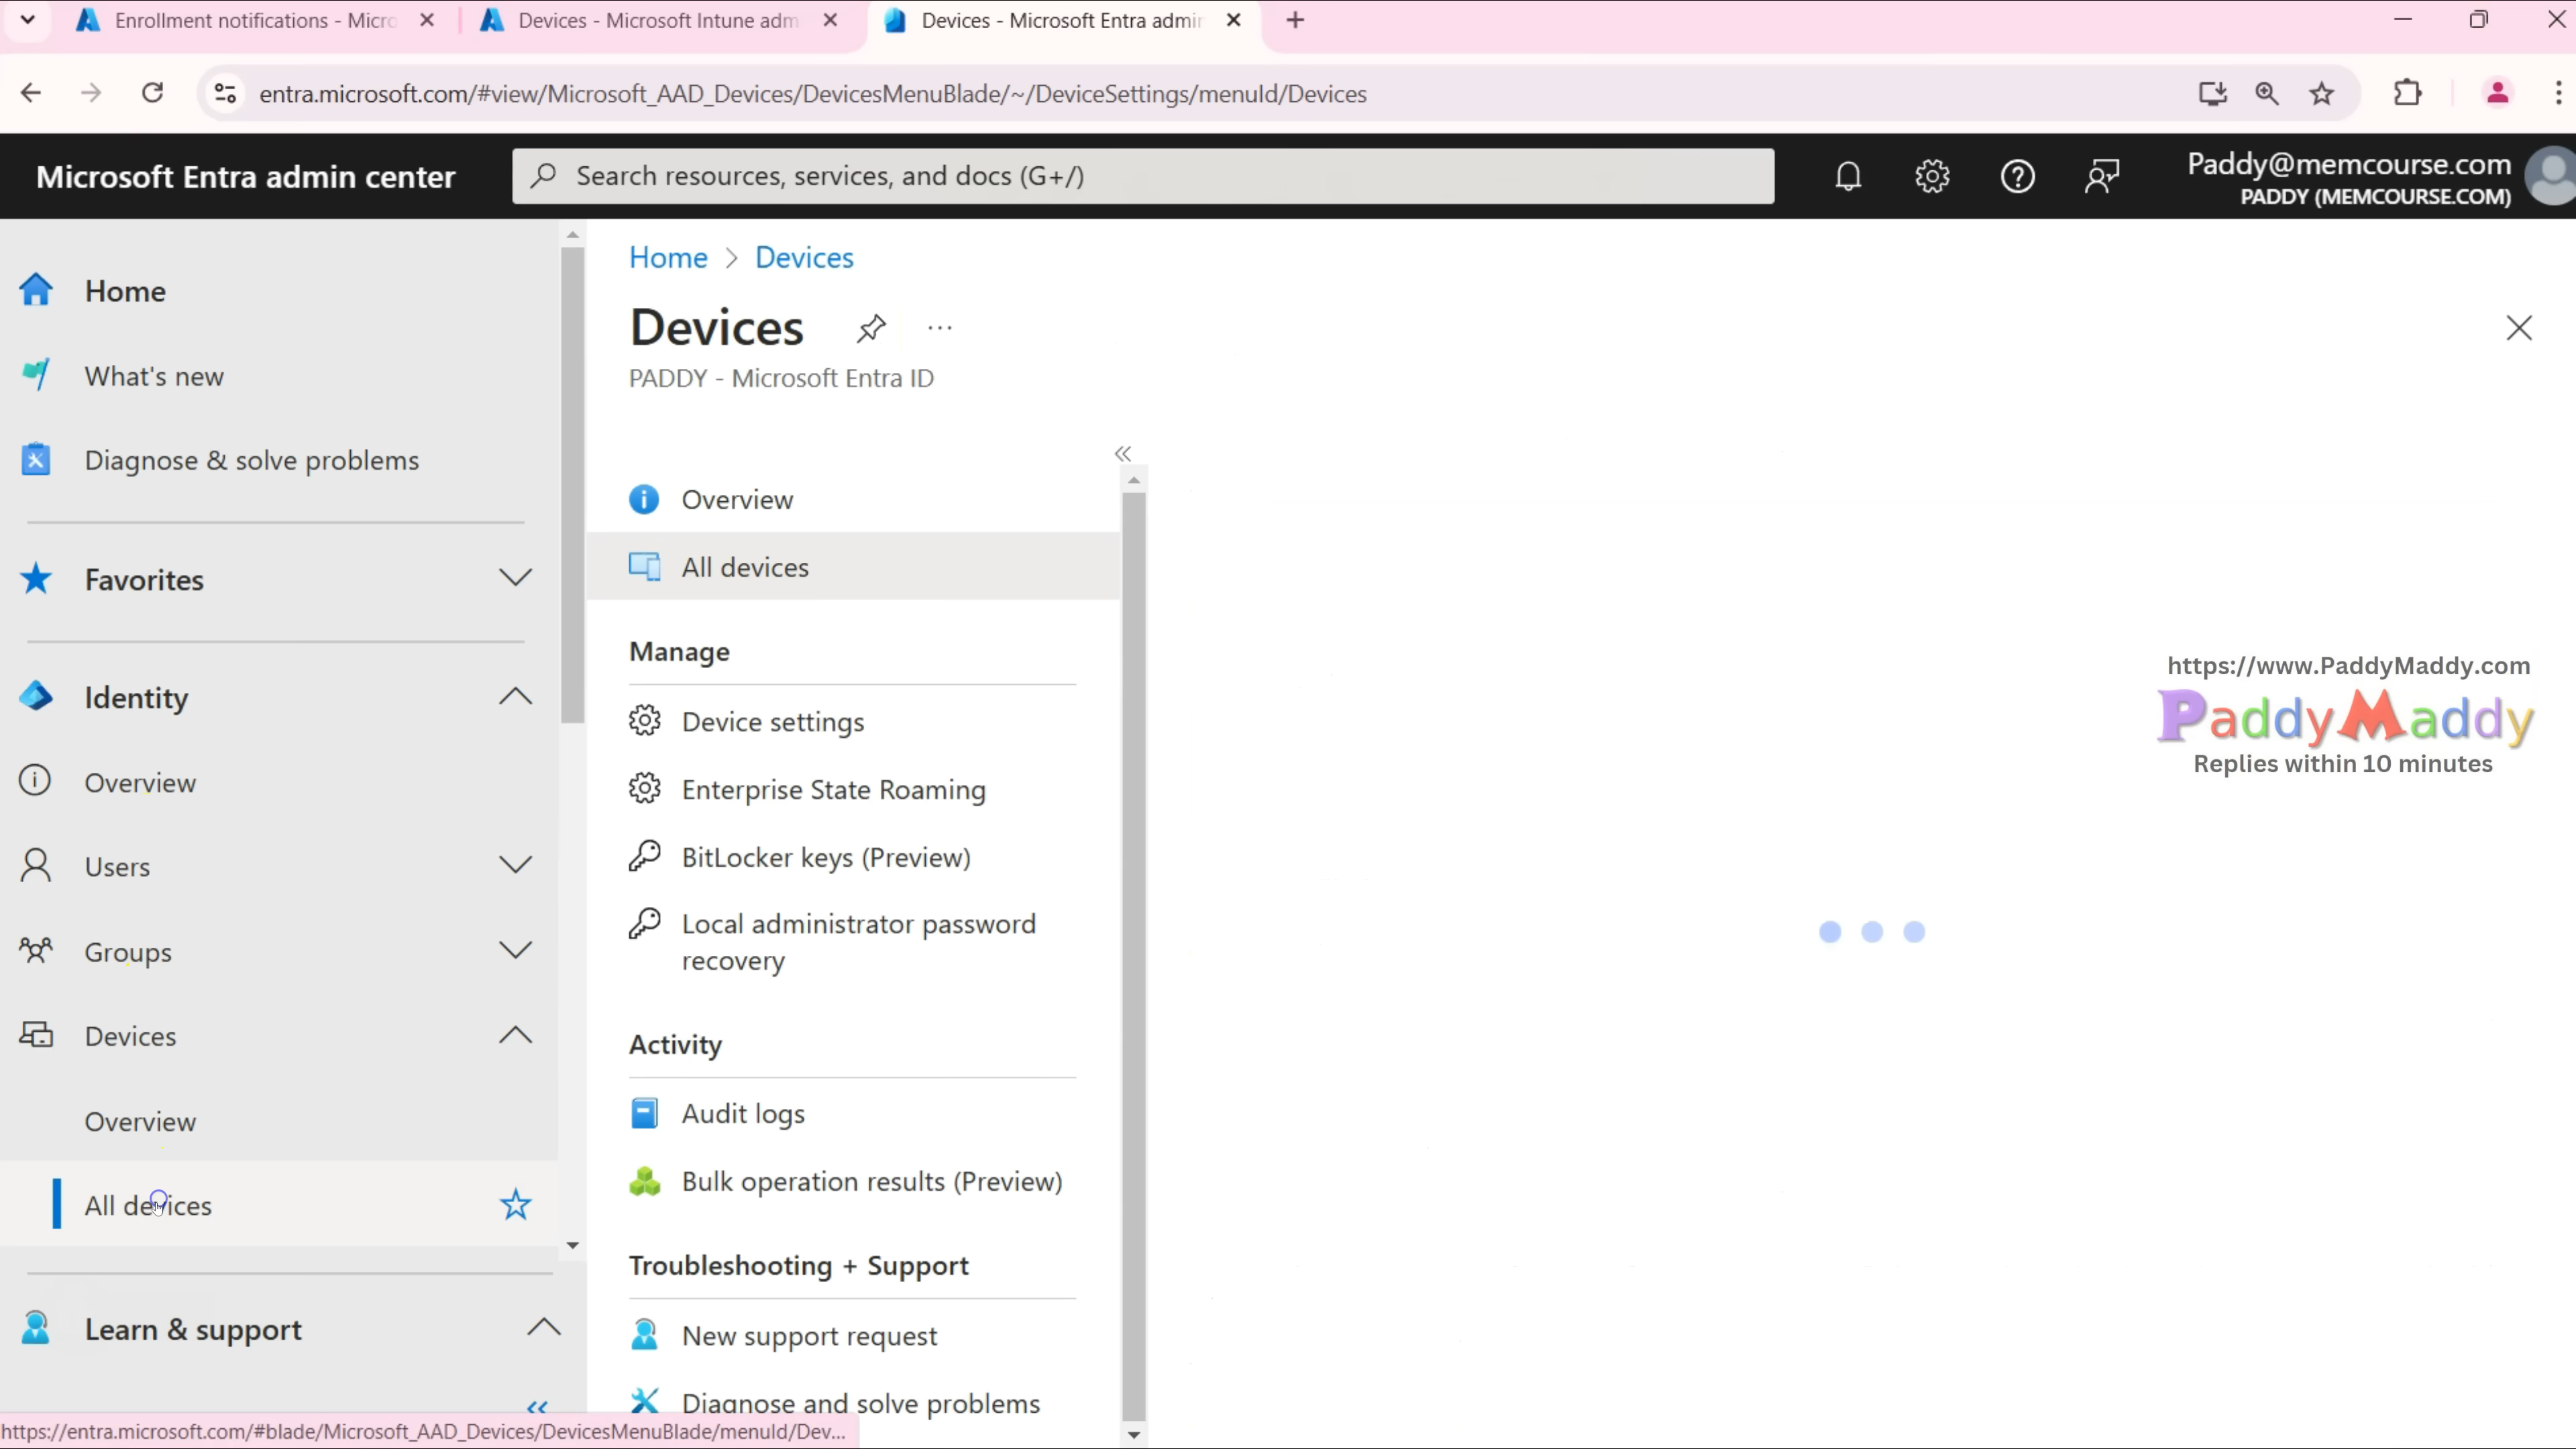 Enrollment notifications - Micro
Devices - Microsoft Intune adm
Devices - Microsoft Entra admin
entra.microsoft.com/#view/Microsoft_AAD_Devices/DevicesMenuBlade/~/DeviceSettings/menuId/Devices
Microsoft Entra admin center
Search resources, services, and docs (G+/)
Paddy@memcourse.com
PADDY (MEMCOURSE.COM)
Home
What's new
Diagnose & solve problems
Favorites
Identity
Overview
Users
Groups
Devices
Overview
All devices
Learn & support
Home > Devices
Devices
PADDY - Microsoft Entra ID
Overview
All devices
Manage
Device settings
Enterprise State Roaming
BitLocker keys (Preview)
Local administrator password
recovery
Activity
Audit logs
Bulk operation results (Preview)
Troubleshooting + Support
New support request
Diagnose and solve problems
https://www.PaddyMaddy.com
PaddyMaddy
Replies within 10 minutes
https://entra.microsoft.com/#blade/Microsoft_AAD_Devices/DevicesMenuBlade/menuId/Dev...